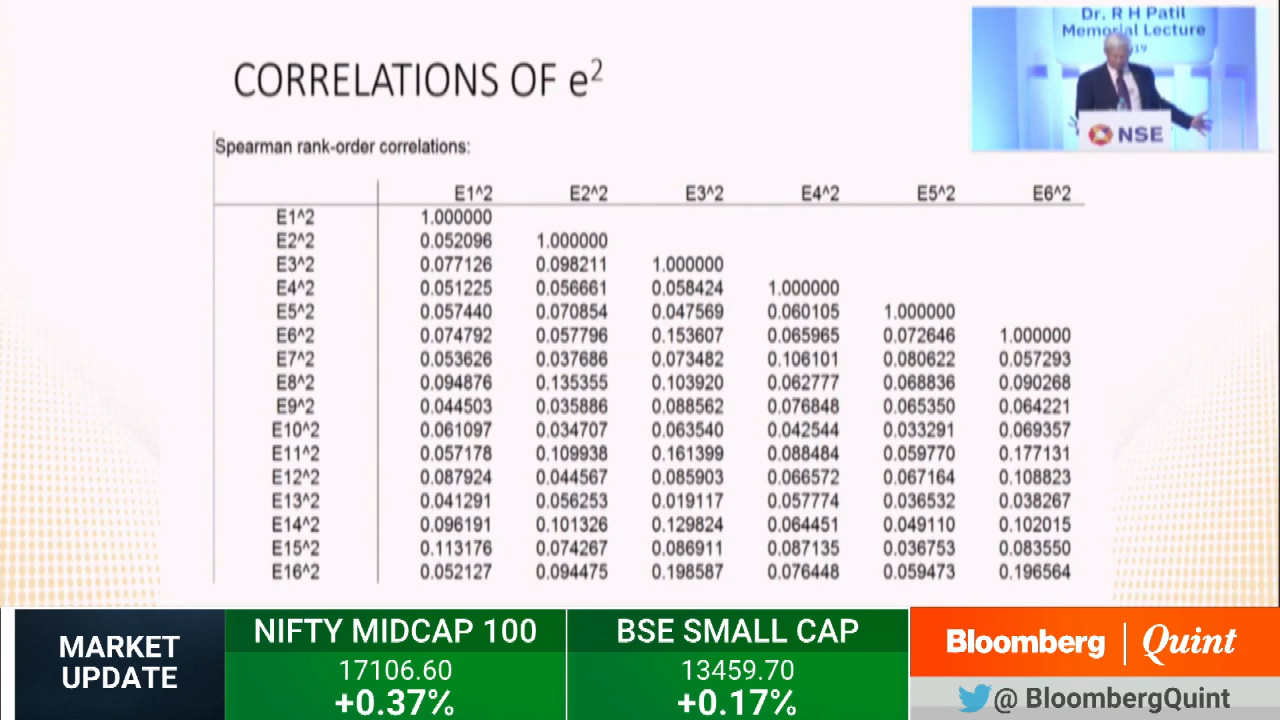 Dr. R H Patil
Memorial Lecture
NSE
CORRELATIONS OF e²
Spearman rank-order correlations:
E1^2 E2^2 E3^2 E4^2 E5^2 E6^2
E1^2 1.000000
E2^2 0.052096 1.000000
E3^2 0.077126 0.098211 1.000000
E4^2 0.051225 0.056661 0.058424 1.000000
E5^2 0.057440 0.070854 0.047569 0.060105 1.000000
E6^2 0.074792 0.057796 0.153607 0.065965 0.072646 1.000000
E7^2 0.053626 0.037686 0.073482 0.106101 0.080622 0.057293
E8^2 0.094876 0.135355 0.103920 0.062777 0.068836 0.090268
E9^2 0.044503 0.035886 0.088562 0.076848 0.065350 0.064221
E10^2 0.061097 0.034707 0.063540 0.042544 0.033291 0.069357
E11^2 0.057178 0.109938 0.161399 0.088484 0.059770 0.177131
E12^2 0.087924 0.044567 0.085903 0.066572 0.067164 0.108823
E13^2 0.041291 0.056253 0.019117 0.057774 0.036532 0.038267
E14^2 0.096191 0.101326 0.129824 0.064451 0.049110 0.102015
E15^2 0.113176 0.074267 0.086911 0.087135 0.036753 0.083550
E16^2 0.052127 0.094475 0.198587 0.076448 0.059473 0.196564
MARKET
UPDATE
NIFTY MIDCAP 100
17106.60
+0.37%
BSE SMALL CAP
13459.70
+0.17%
Bloomberg | Quint
@ BloombergQuint